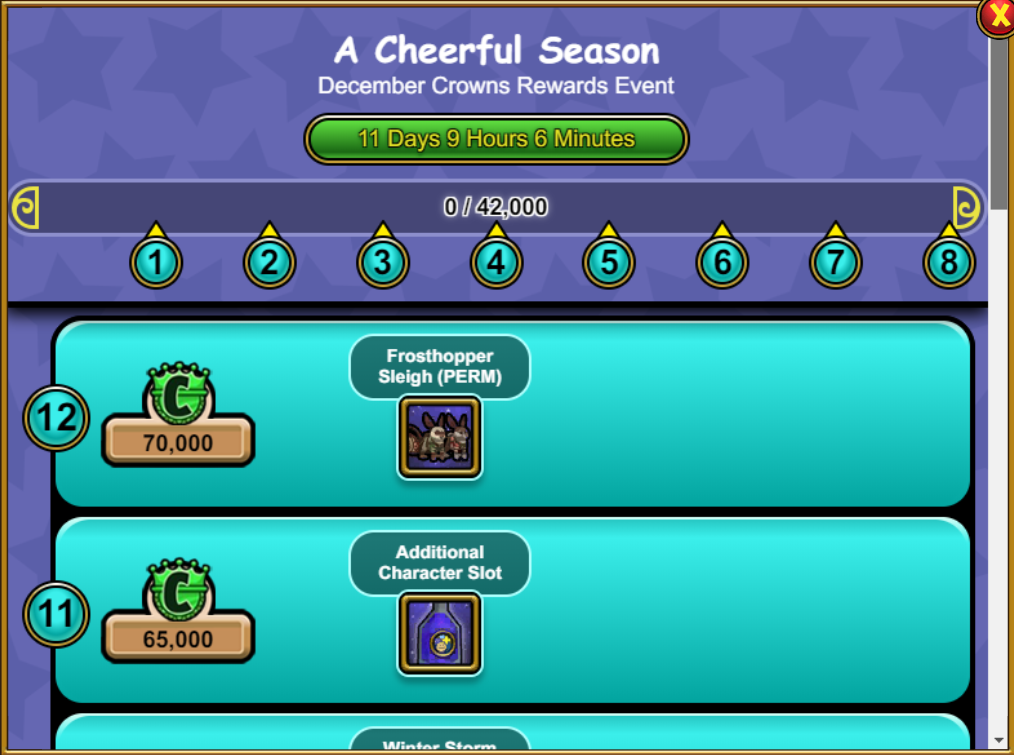 X
A Cheerful Season
December Crowns Rewards Event
11 Days 9 Hours 6 Minutes
0 / 42,000
1 2 3 4 5 6 7 8
Frosthopper
Sleigh (PERM)
12
C
70,000
Additional
Character Slot
11
C
65,000
Winter Storm